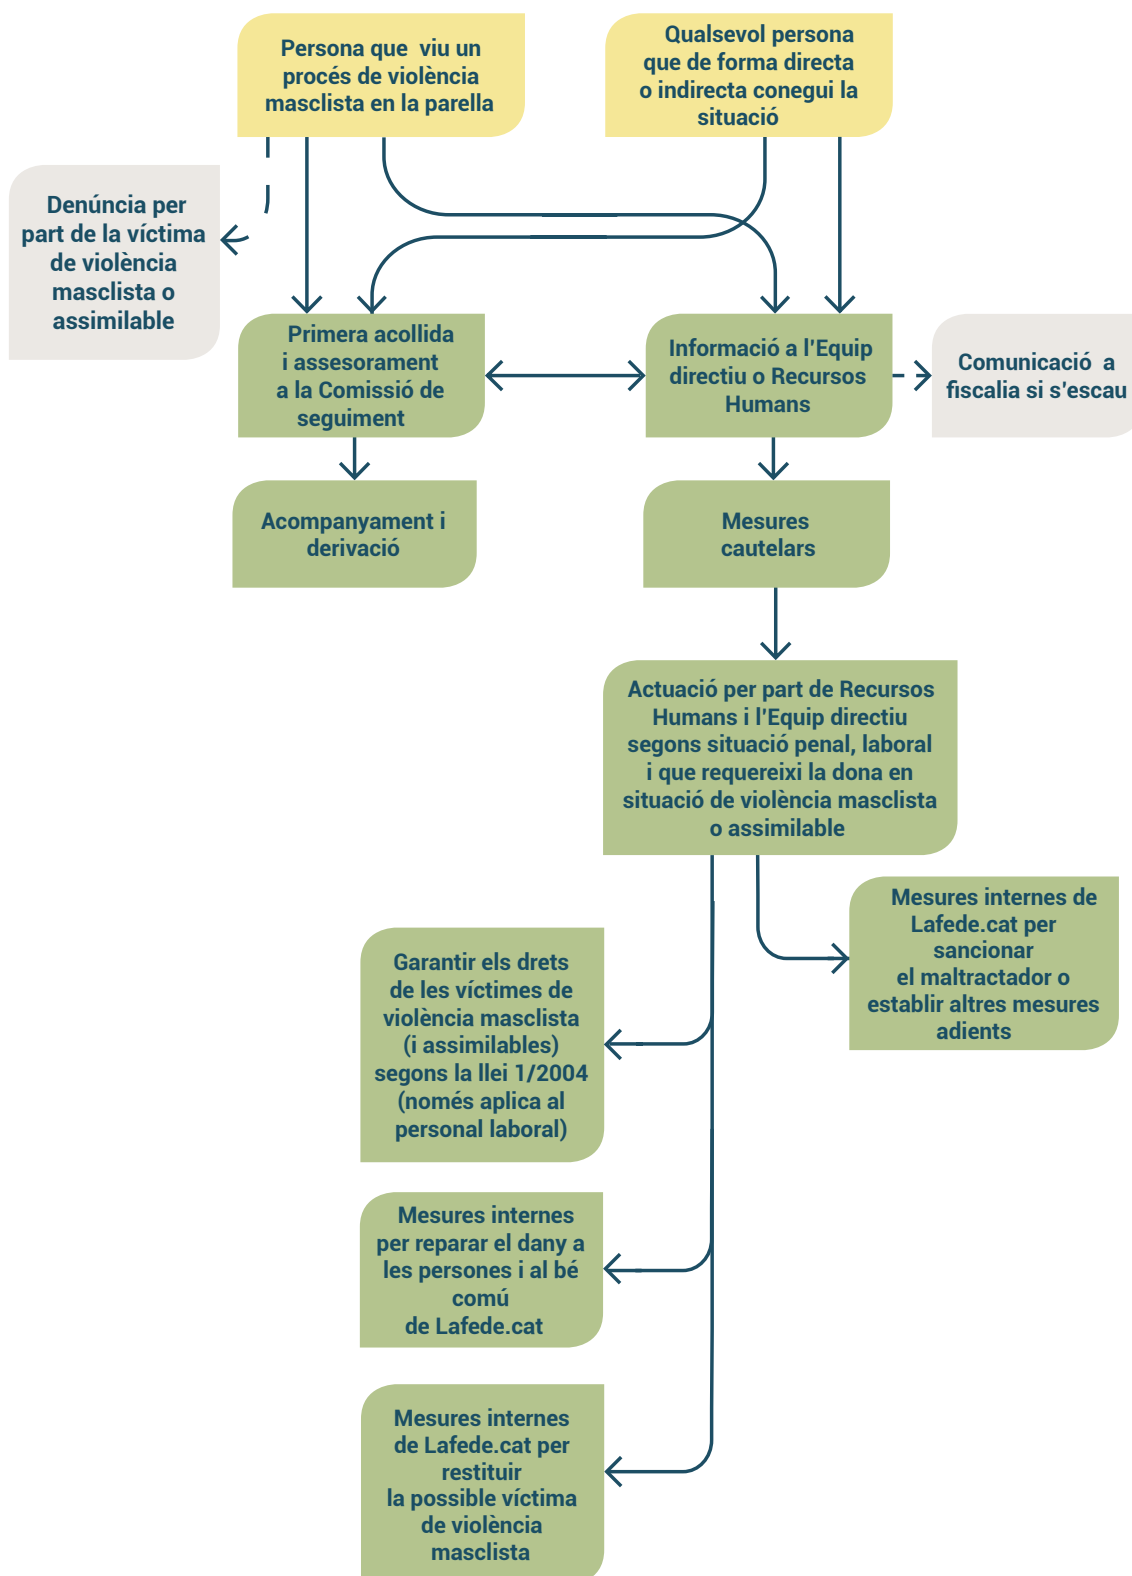 Persona que viu un
procés de violència
masclista en la parella
Qualsevol persona
que de forma directa
o indirecta conegui la
situació
Denúncia per
part de la víctima
de violència
masclista o
assimilable
Primera acollida
i assesorament
a la Comissió de
seguiment
Informació a l'Equip
directiu o Recursos
Humans
Comunicació a
fiscalia si s'escau
Acompanyament i
derivació
Mesures
cautelars
Actuació per part de Recursos
Humans i l'Equip directiu
segons situació penal, laboral
i que requereixi la dona en
situació de violència masclista
o assimilable
Mesures internes de
Lafede.cat per
sancionar
el maltractador o
establir altres mesures
adients
Garantir els drets
de les víctimes de
violència masclista
(i assimilables)
segons la llei 1/2004
(només aplica al
personal laboral)
Mesures internes
per reparar el dany a
les persones i al bé
comú
de Lafede.cat
Mesures internes
de Lafede.cat per
restituir
la possible víctima
de violència
masclista